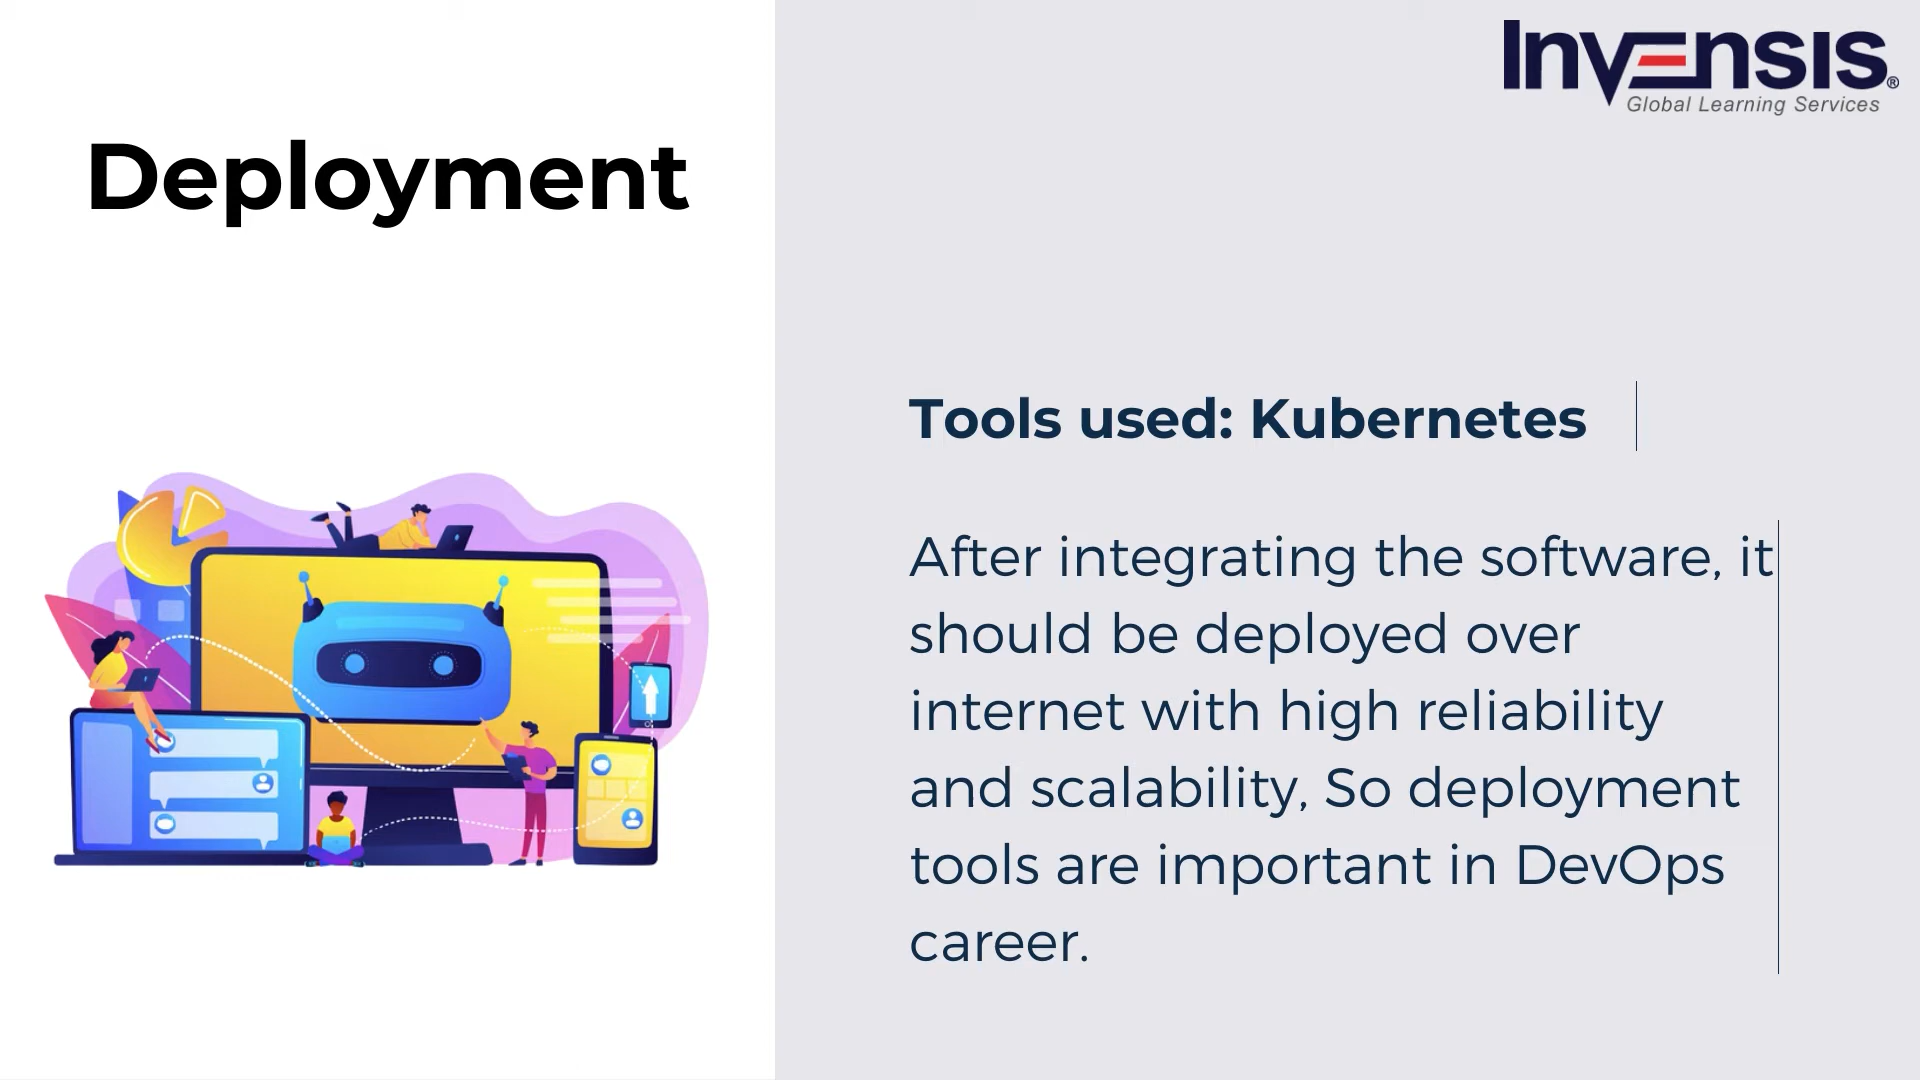 Invensis®
Global Learning Services
Deployment
Tools used: Kubernetes
After integrating the software, it
should be deployed over
internet with high reliability
and scalability, So deployment
tools are important in DevOps
career.